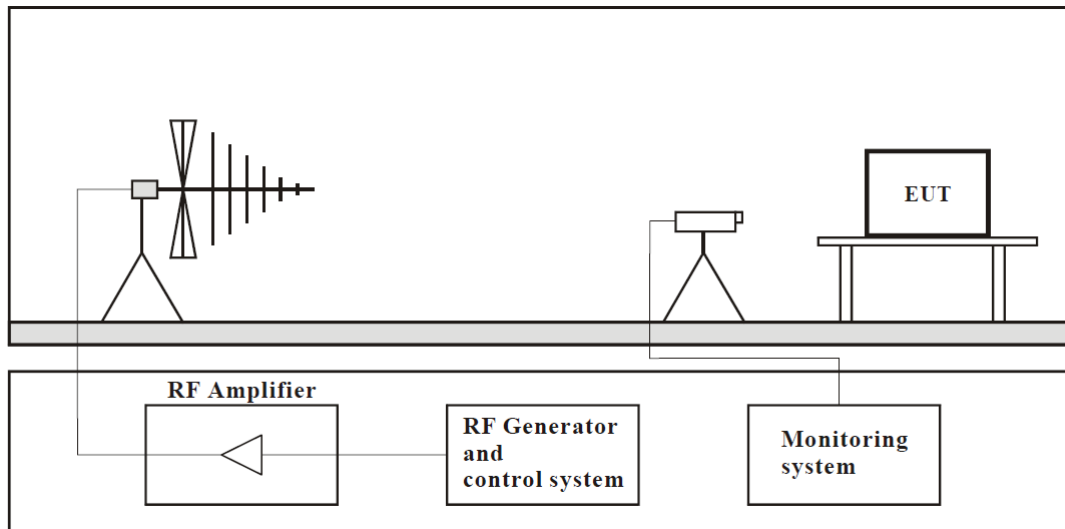 EUT
RF Amplifier
RF Generator
and
control system
Monitoring
system